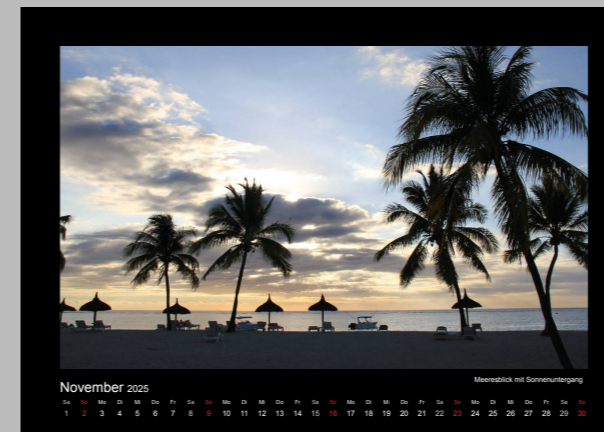 Meeresblick mit Sonnenuntergang
November 2025
Sa So Mo Di Mi Do Fr Sa So Mo Di Mi Do Fr Sa So Mo Di Mi Do Fr Sa So Mo Di Mi Do Fr Sa So
1 2 3 4 5 6 7 8 9 10 11 12 13 14 15 16 17 18 19 20 21 22 23 24 25 26 27 28 29 30